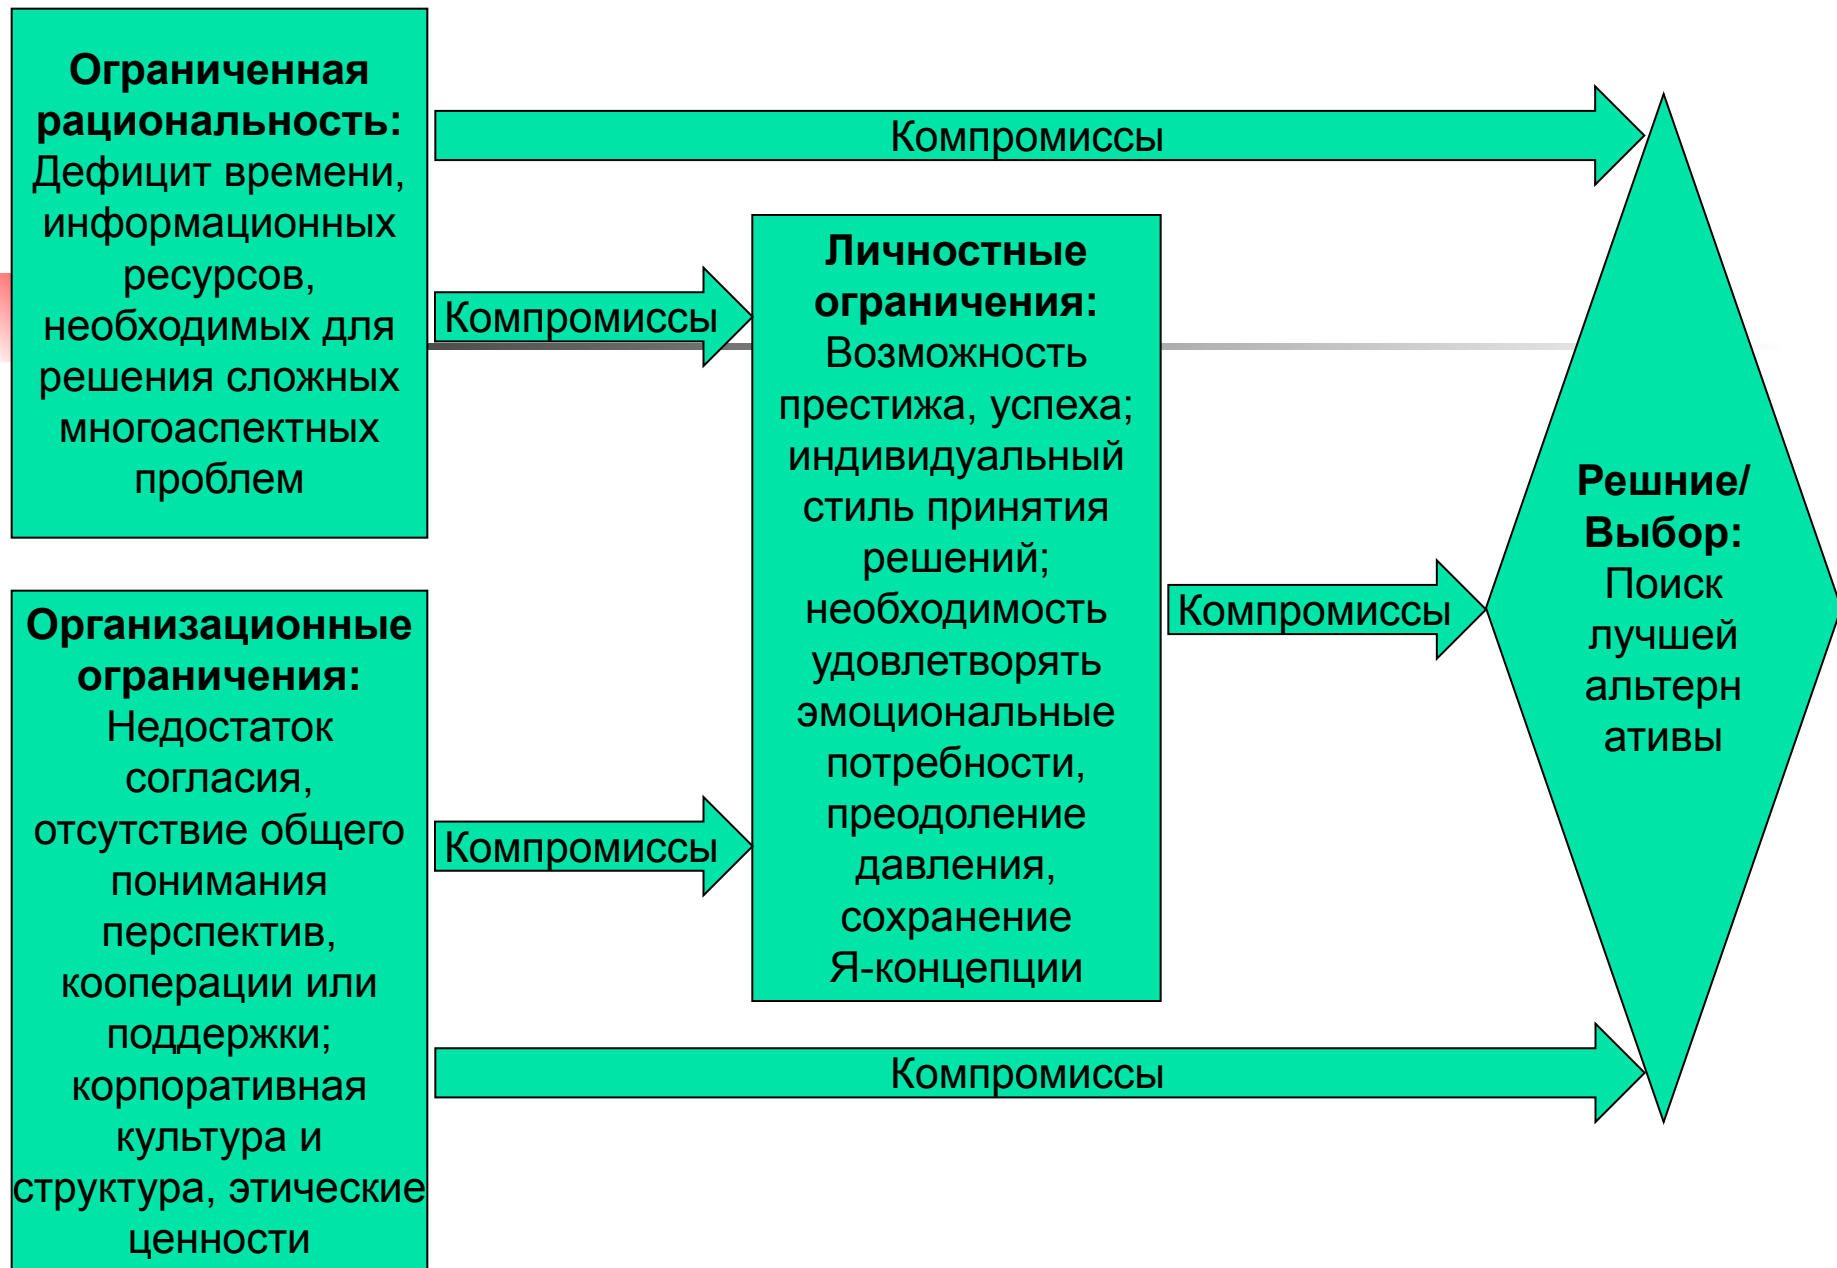 Ограниченная
рациональность:
Дефицит времени,
информационных
ресурсов,
необходимых для
решения сложных
многоаспектных
проблем
Компромиссы
Компромиссы
Личностные
ограничения:
Возможность
престижа, успеха;
индивидуальный
стиль принятия
решений;
необходимость
удовлетворять
эмоциональные
потребности,
преодоление
давления,
сохранение
Я-концепции
Компромиссы
Решние/
Выбор:
Поиск
лучшей
альтерн
ативы
Организационные
ограничения:
Недостаток
согласия,
отсутствие общего
понимания
перспектив,
кооперации или
поддержки;
корпоративная
культура и
структура, этические
ценности
Компромиссы
Компромиссы